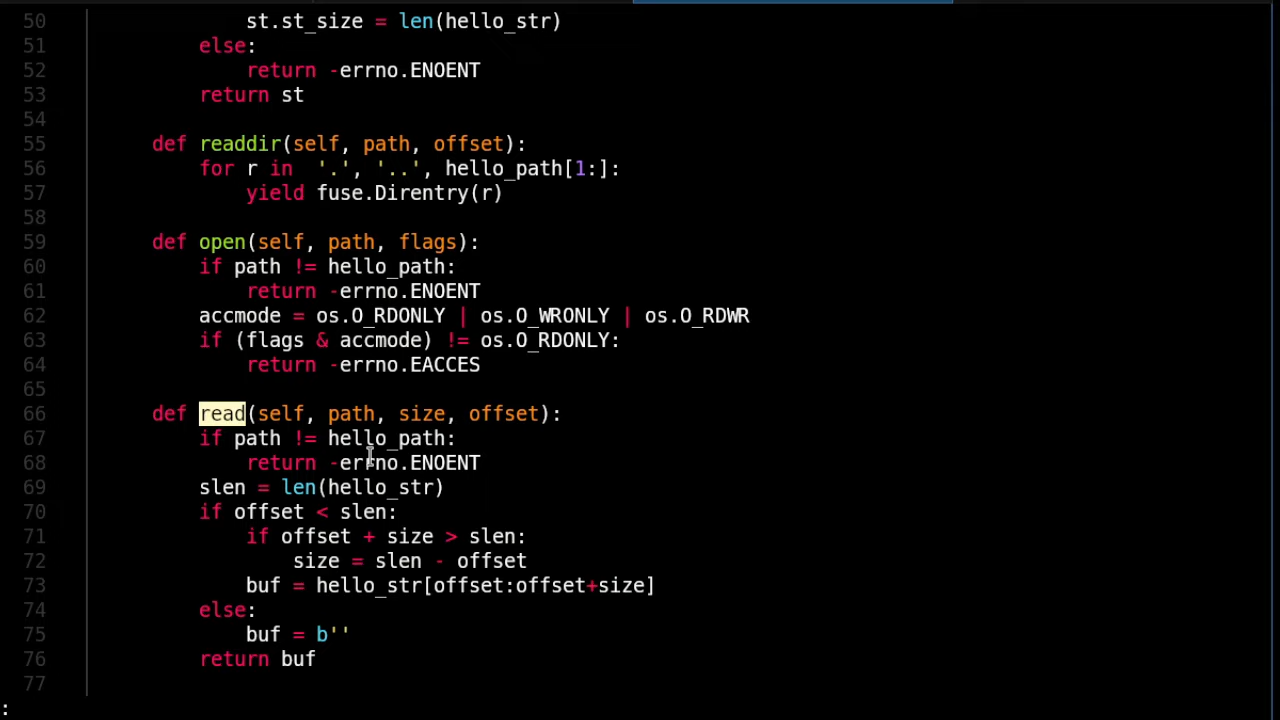 50 st.st_size = len(hello_str)
51 else:
52 return -errno.ENOENT
53 return st
54
55 def readdir(self, path, offset):
56 for r in  '.', '..', hello_path[1:]:
57 yield fuse.Direntry(r)
58
59 def open(self, path, flags):
60 if path != hello_path:
61 return -errno.ENOENT
62 accmode = os.O_RDONLY | os.O_WRONLY | os.O_RDWR
63 if (flags & accmode) != os.O_RDONLY:
64 return -errno.EACCES
65
66 def read(self, path, size, offset):
67 if path != hello_path:
68 return -errno.ENOENT
69 slen = len(hello_str)
70 if offset < slen:
71 if offset + size > slen:
72 size = slen - offset
73 buf = hello_str[offset:offset+size]
74 else:
75 buf = b''
76 return buf
77
: